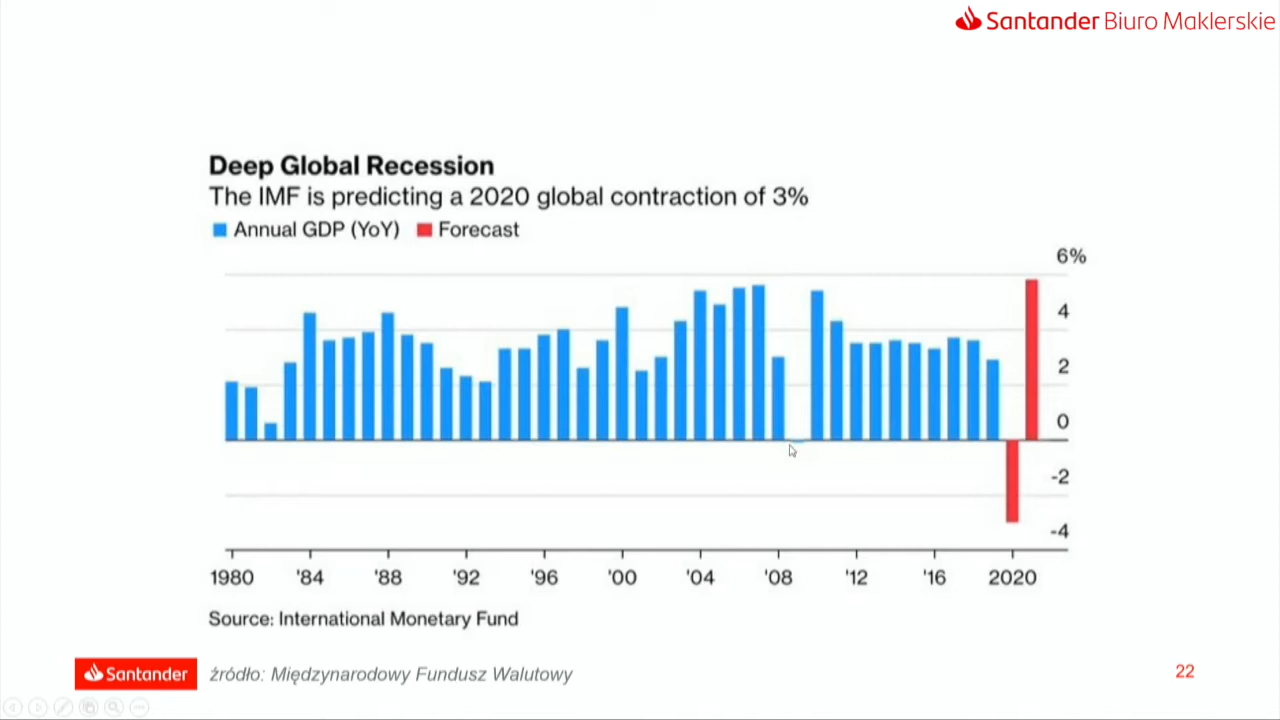 Santander Biuro Maklerskie
Deep Global Recession
The IMF is predicting a 2020 global contraction of 3%
Annual GDP (YoY) Forecast
6%
4
2
0
-2
-4
1980 '84 '88 '92 '96 '00 '04 '08 '12 '16 2020
Source: International Monetary Fund
Santander źródło: Międzynarodowy Fundusz Walutowy 22